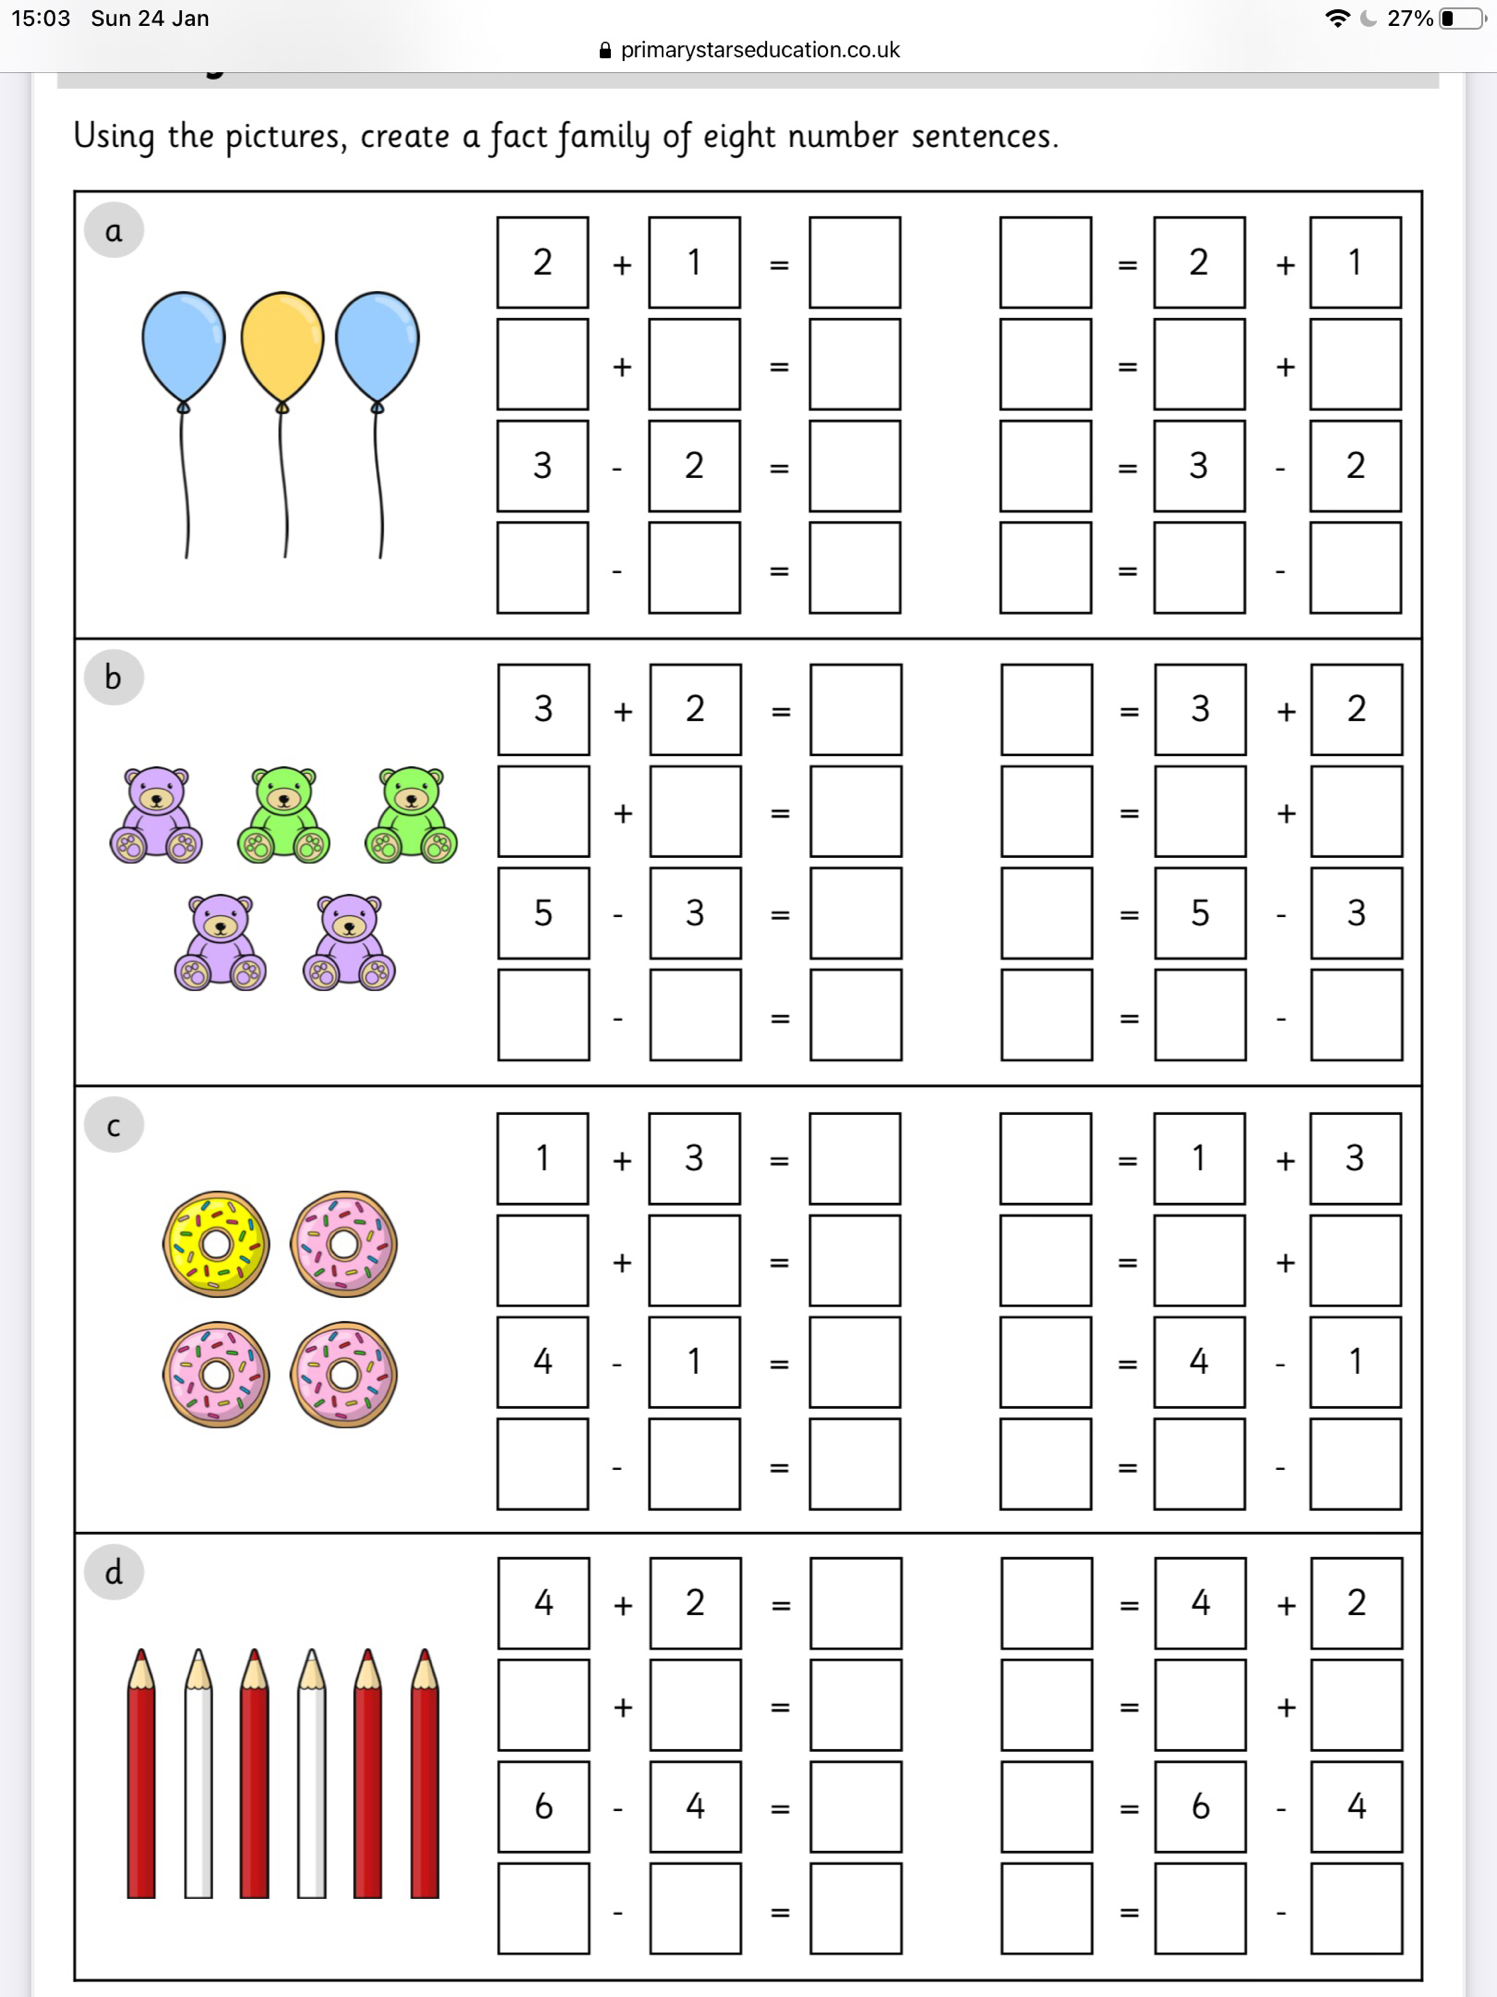 15:03 Sun 24 Jan 27%
primarystarseducation.co.uk
Using the pictures, create a fact family of eight number sentences.
a
2 + 1 = = 2 + 1
+ = = +
3 - 2 = = 3 - 2
- = = -
b
3 + 2 = = 3 + 2
+ = = +
5 - 3 = = 5 - 3
- = = -
c
1 + 3 = = 1 + 3
+ = = +
4 - 1 = = 4 - 1
- = = -
d
4 + 2 = = 4 + 2
+ = = +
6 - 4 = = 6 - 4
- = = -